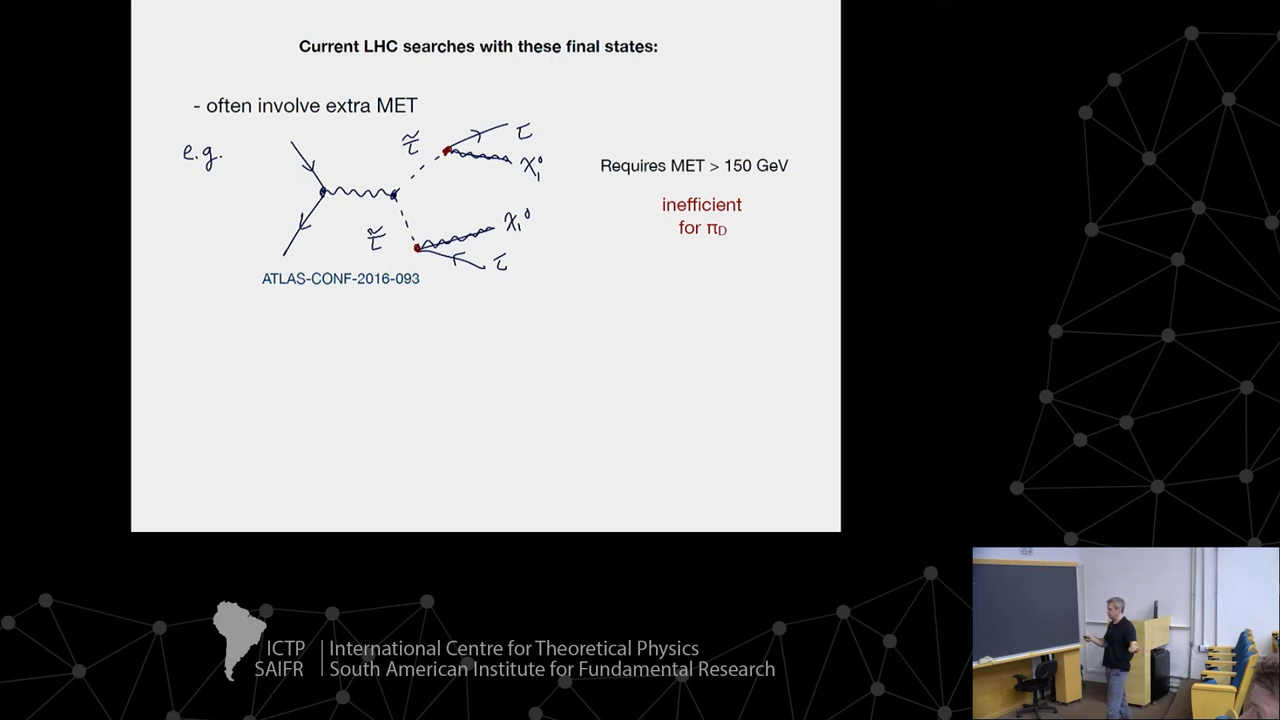 Current LHC searches with these final states:
- often involve extra MET
e.g.
τ̃
τ
χ₁⁰
Requires MET > 150 GeV
inefficient
for π_D
τ̃
χ₁⁰
τ
ATLAS-CONF-2016-093
ICTP
SAIFR
International Centre for Theoretical Physics
South American Institute for Fundamental Research